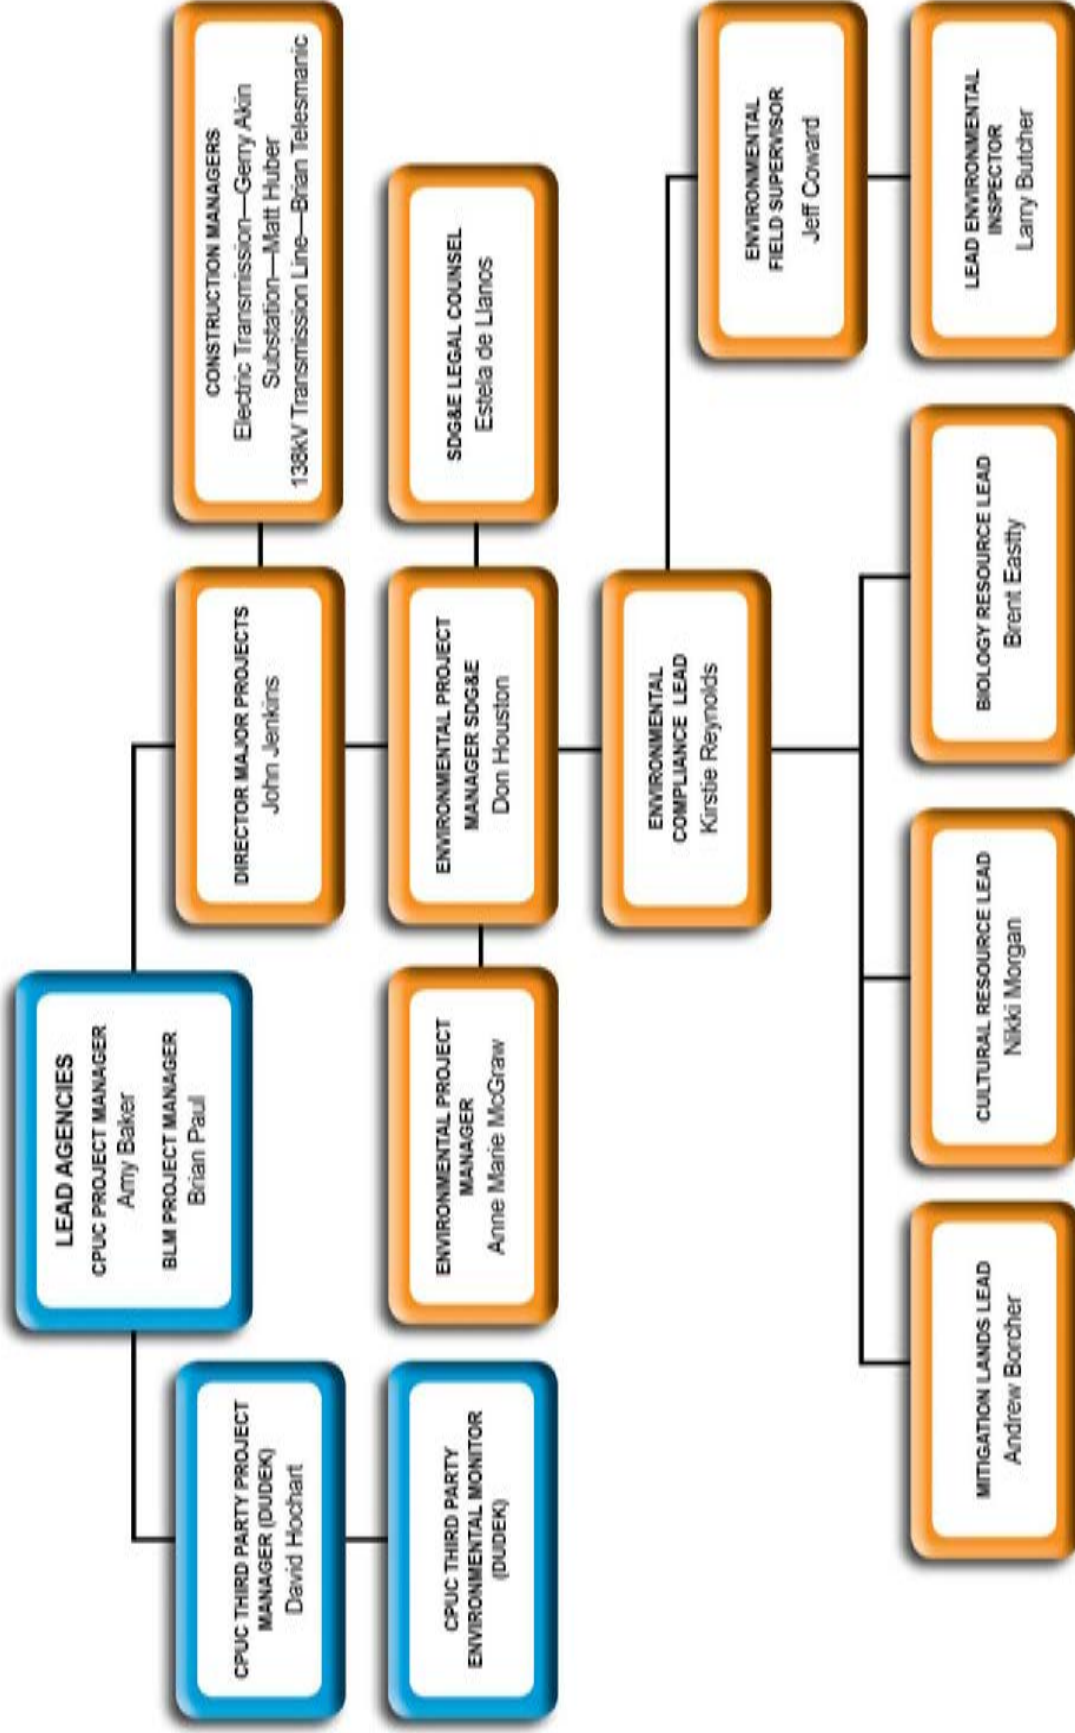 LEAD AGENCIES
CPUC PROJECT MANAGER
Amy Baker
BLM PROJECT MANAGER
Brian Paul
CPUC THIRD PARTY PROJECT
MANAGER (DUDEK)
David Hochart
DIRECTOR MAJOR PROJECTS
John Jenkins
CONSTRUCTION MANAGERS
Electric Transmission—Gerry Akin
Substation—Matt Huber
138kV Transmission Line—Brian Telesmanic
CPUC THIRD PARTY
ENVIRONMENTAL MONITOR
(DUDEK)
ENVIRONMENTAL PROJECT
MANAGER
Anne Marie McGraw
ENVIRONMENTAL PROJECT
MANAGER SDG&E
Don Houston
SDG&E LEGAL COUNSEL
Estela de Llanos
ENVIRONMENTAL
COMPLIANCE LEAD
Kirstie Reynolds
ENVIRONMENTAL
FIELD SUPERVISOR
Jeff Coward
MITIGATION LANDS LEAD
Andrew Borcher
CULTURAL RESOURCE LEAD
Nikki Morgan
BIOLOGY RESOURCE LEAD
Brent Eastty
LEAD ENVIRONMENTAL
INSPECTOR
Larry Butcher